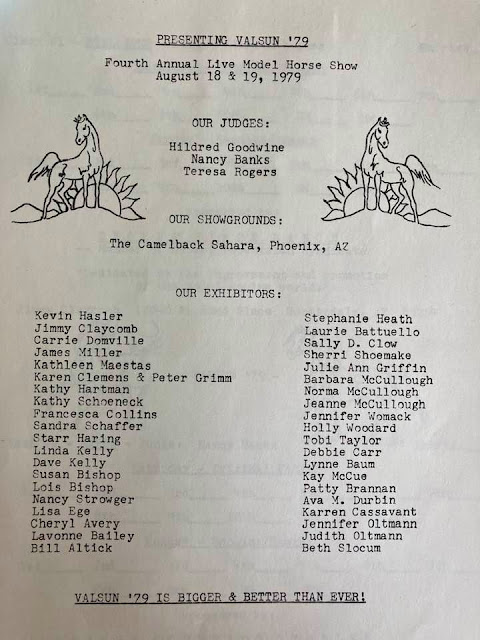 PRESENTING VALSUN '79
Fourth Annual Live Model Horse Show
August 18 & 19, 1979
OUR JUDGES:
Hildred Goodwine
Nancy Banks
Teresa Rogers
OUR SHOWGROUNDS:
The Camelback Sahara, Phoenix, AZ
OUR EXHIBITORS:
Kevin Hasler
Jimmy Claycomb
Carrie Domville
James Miller
Kathleen Maestas
Karen Clemens & Peter Grimm
Kathy Hartman
Kathy Schoeneck
Francesca Collins
Sandra Schaffer
Starr Haring
Linda Kelly
Dave Kelly
Susan Bishop
Lois Bishop
Nancy Strowger
Lisa Ege
Cheryl Avery
Lavonne Bailey
Bill Altick
Stephanie Heath
Laurie Battuello
Sally D. Clow
Sherri Shoemake
Julie Ann Griffin
Barbara McCullough
Norma McCullough
Jeanne McCullough
Jennifer Womack
Holly Woodard
Tobi Taylor
Debbie Carr
Lynne Baum
Kay McCue
Patty Brannan
Ava M. Durbin
Karren Cassavant
Jennifer Oltmann
Judith Oltmann
Beth Slocum
VALSUN '79 IS BIGGER & BETTER THAN EVER!